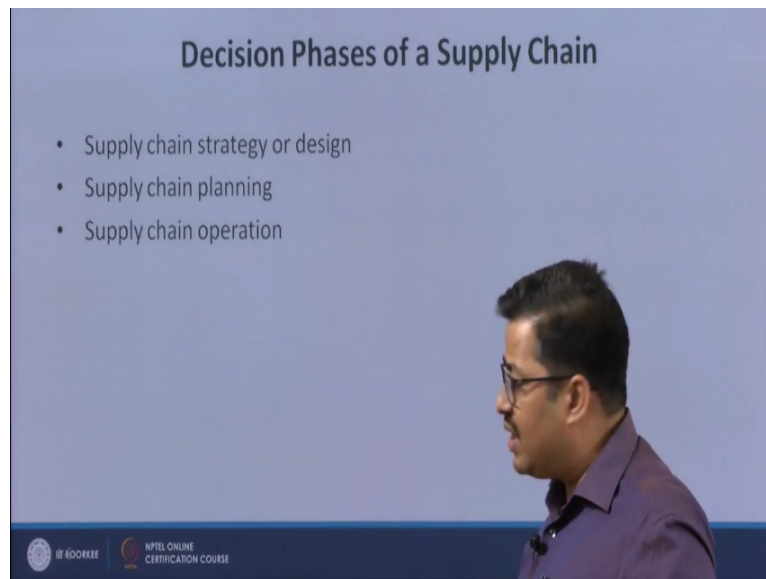 Decision Phases of a Supply Chain
• Supply chain strategy or design
• Supply chain planning
• Supply chain operation
NPTEL ONLINE
CERTIFICATION COURSE